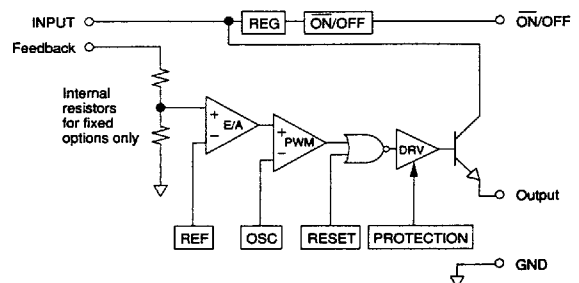 INPUT
REG
ON/OFF
ON/OFF
Feedback
Internal
resistors
for fixed
options only
+
E/A
−
+
PWM
−
DRV
Output
REF
OSC
RESET
PROTECTION
GND